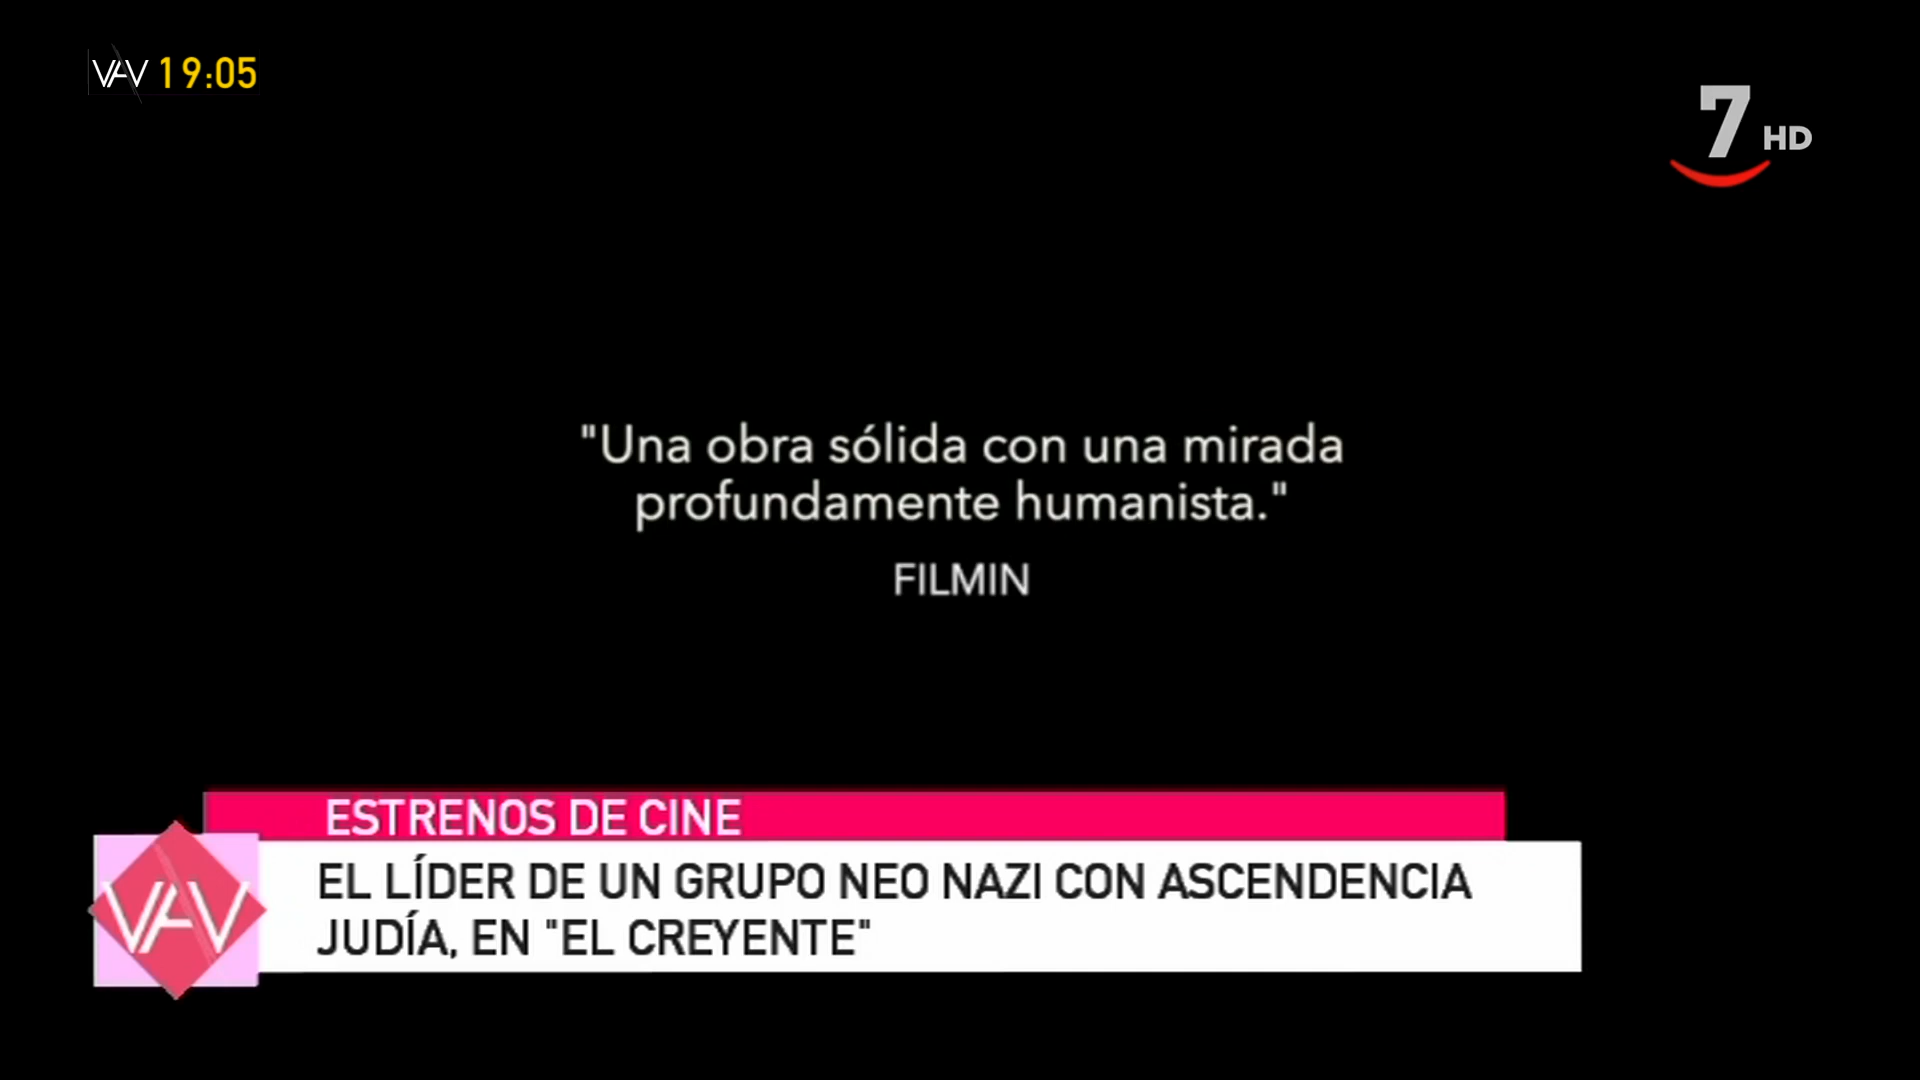 VAV 19:05
7 HD
"Una obra sólida con una mirada
profundamente humanista."
FILMIN
ESTRENOS DE CINE
EL LÍDER DE UN GRUPO NEO NAZI CON ASCENDENCIA
JUDÍA, EN "EL CREYENTE"
VAV